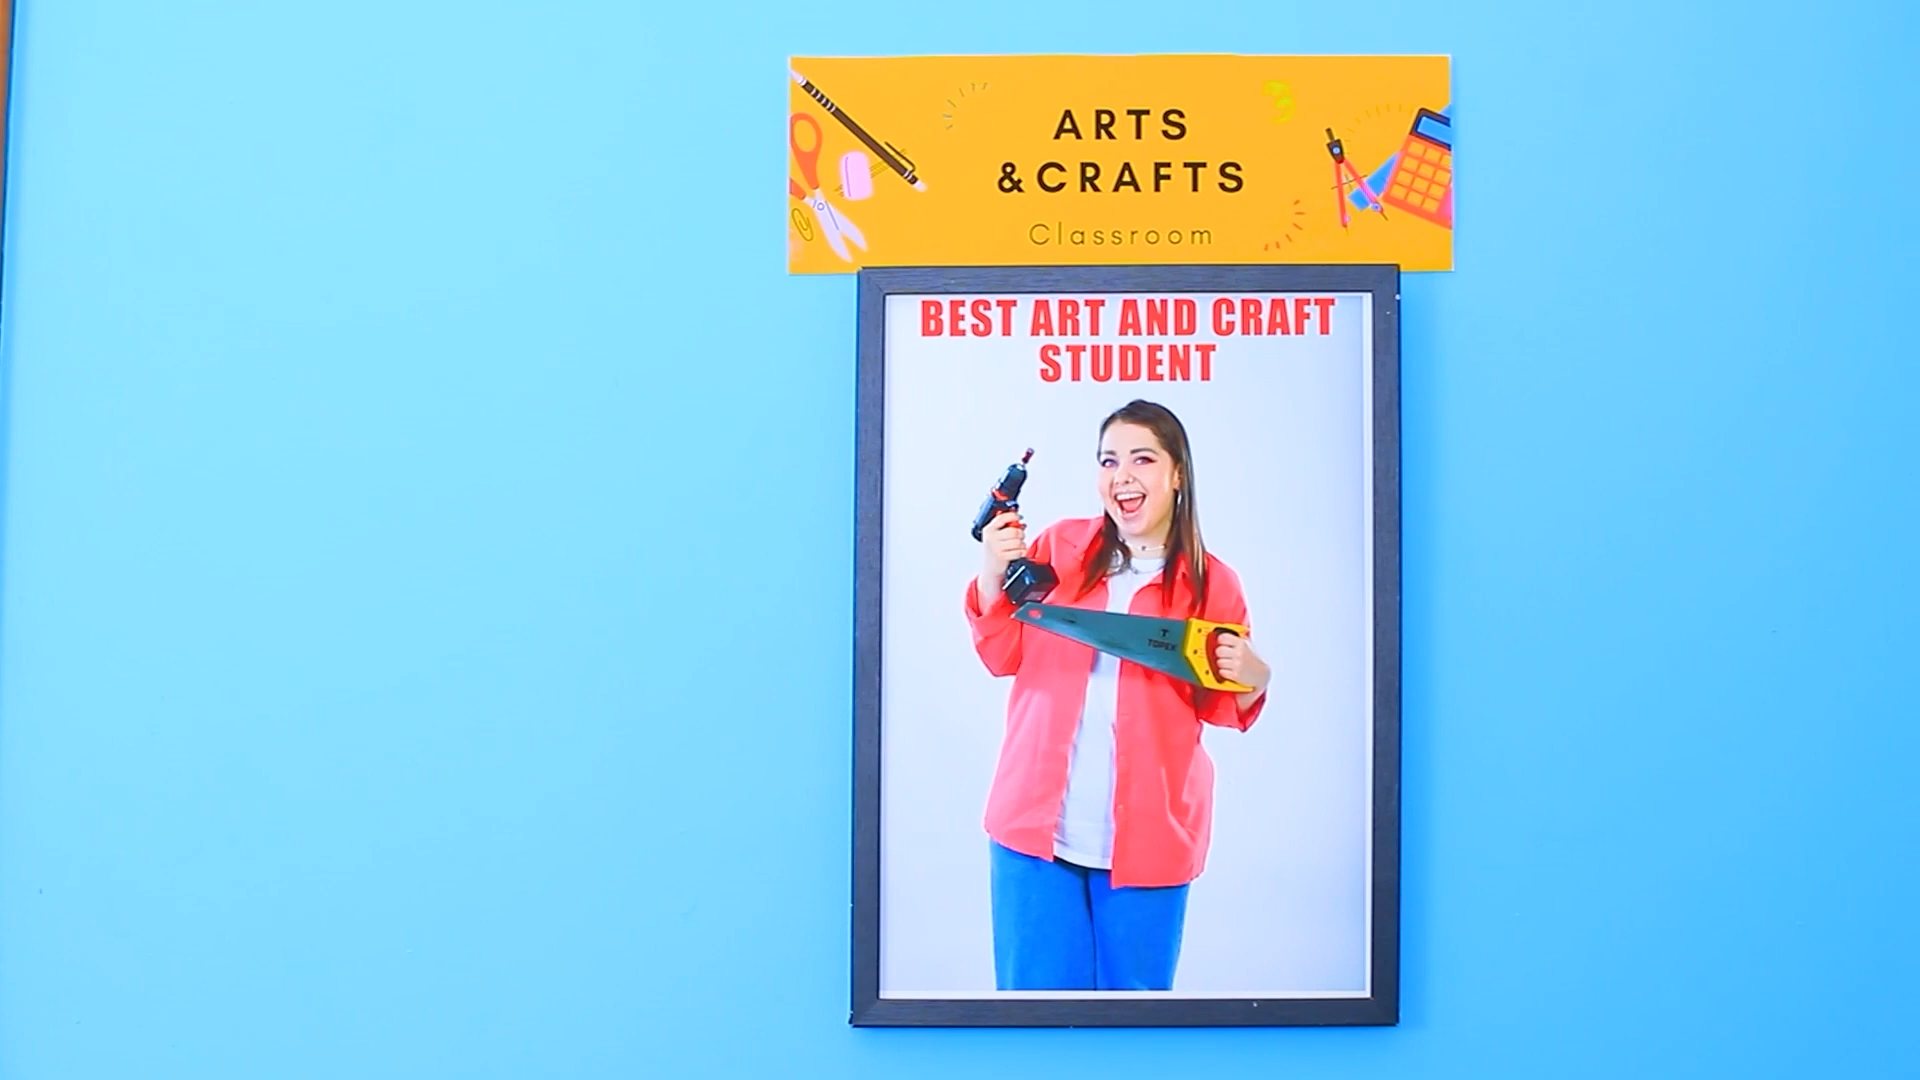 ARTS
&CRAFTS
Classroom
BEST ART AND CRAFT
STUDENT
TOPEX